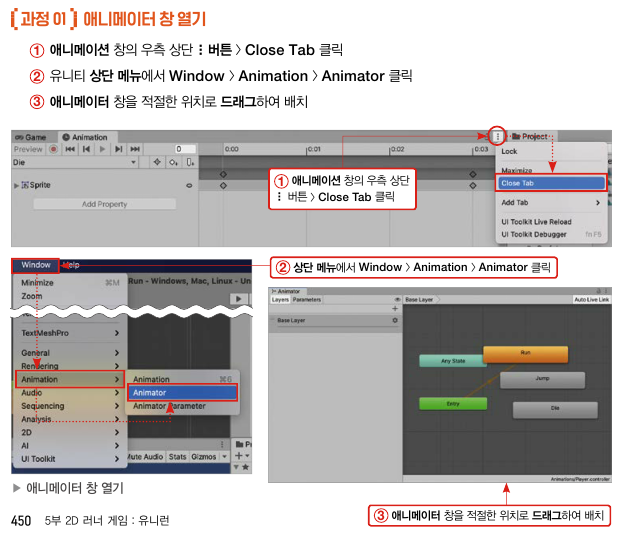 과정 01 애니메이터 창 열기
① 애니메이션 창의 우측 상단 ⋮ 버튼 > Close Tab 클릭
② 유니티 상단 메뉴에서 Window > Animation > Animator 클릭
③ 애니메이터 창을 적절한 위치로 드래그하여 배치
Game Animation
Project
Preview 0 0:00 0:01 0:02 0:03
Die
Sprite
Add Property
① 애니메이션 창의 우측 상단
⋮ 버튼 > Close Tab 클릭
Lock
Maximize
Close Tab
Add Tab
UI Toolkit Live Reload
UI Toolkit Debugger fn F5
Window Help
② 상단 메뉴에서 Window > Animation > Animator 클릭
Minimize ⌘M
Run - Windows, Mac, Linux - Un
Zoom
TextMeshPro
General
Rendering
Animation
Audio
Sequencing
Analysis
2D
AI
UI Toolkit
Animation ⌘6
Animator
Animator Parameter
Mute Audio Stats Gizmos
Animator
Layers Parameters
Base Layer
Auto Live Link
Base Layer
Any State
Run
Jump
Entry
Die
Animations/Player.controller
▶ 애니메이터 창 열기
③ 애니메이터 창을 적절한 위치로 드래그하여 배치
450 5부 2D 러너 게임 : 유니런